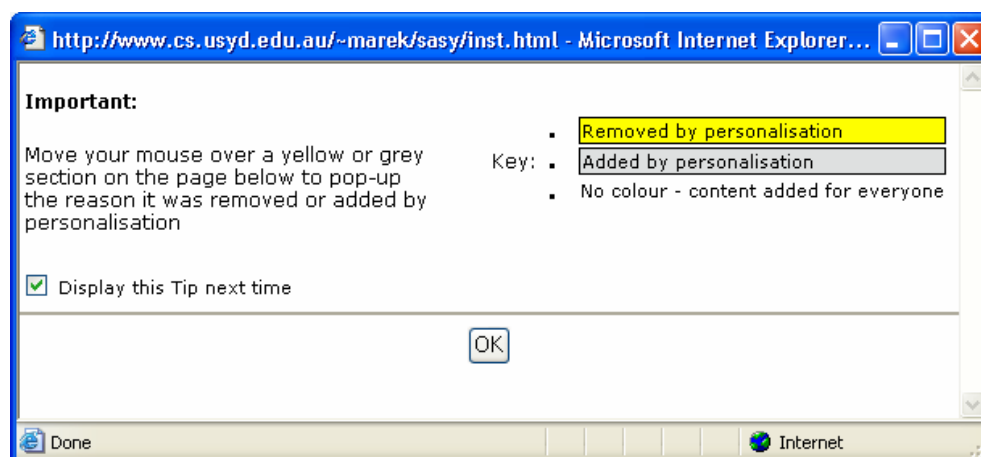 http://www.cs.usyd.edu.au/~marek/sasy/inst.html - Microsoft Internet Explorer...
Important:
Move your mouse over a yellow or grey
section on the page below to pop-up
the reason it was removed or added by
personalisation
Key:
Removed by personalisation
Added by personalisation
No colour - content added for everyone
Display this Tip next time
OK
Done
Internet